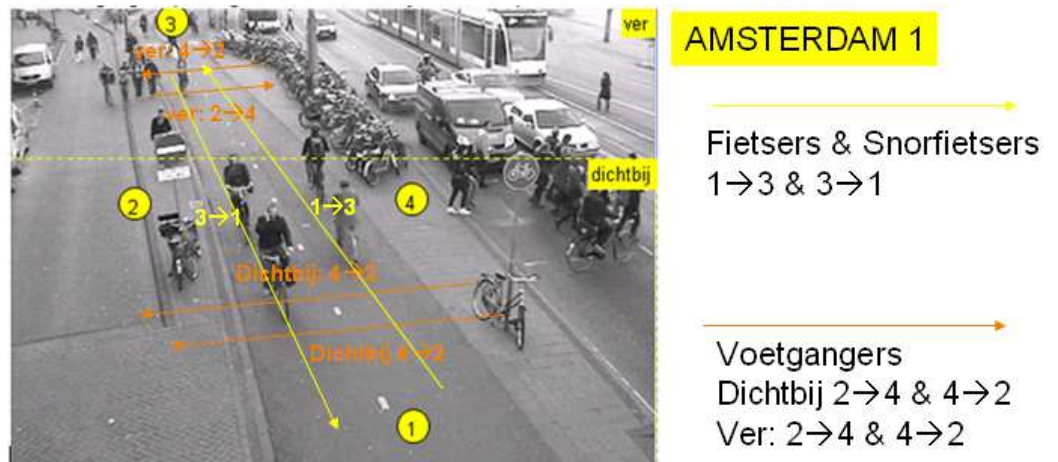 3
ver
ver: 4→2
ver: 2→4
dichtbij
2
4
3→1
1→3
Dichtbij: 4→2
Dichtbij 4→2
1
AMSTERDAM 1
Fietsers & Snorfietsers
1→3 & 3→1
Voetgangers
Dichtbij 2→4 & 4→2
Ver: 2→4 & 4→2